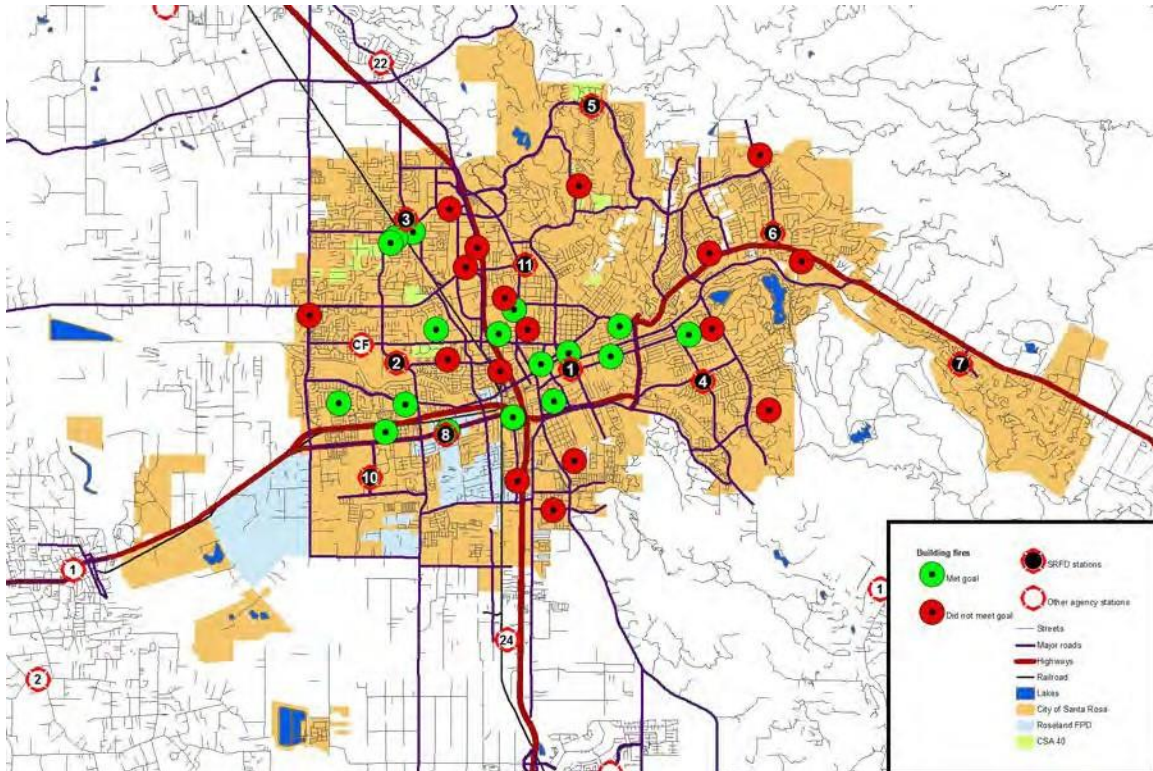 22
5
3
6
11
CF
2
1
7
4
8
10
1
24
2
1
Building fires
Met goal
Did not meet goal
SRFD stations
Other agency stations
Streets
Major roads
Highways
Railroad
Lakes
City of Santa Rosa
Roseland FPD
CSA 40